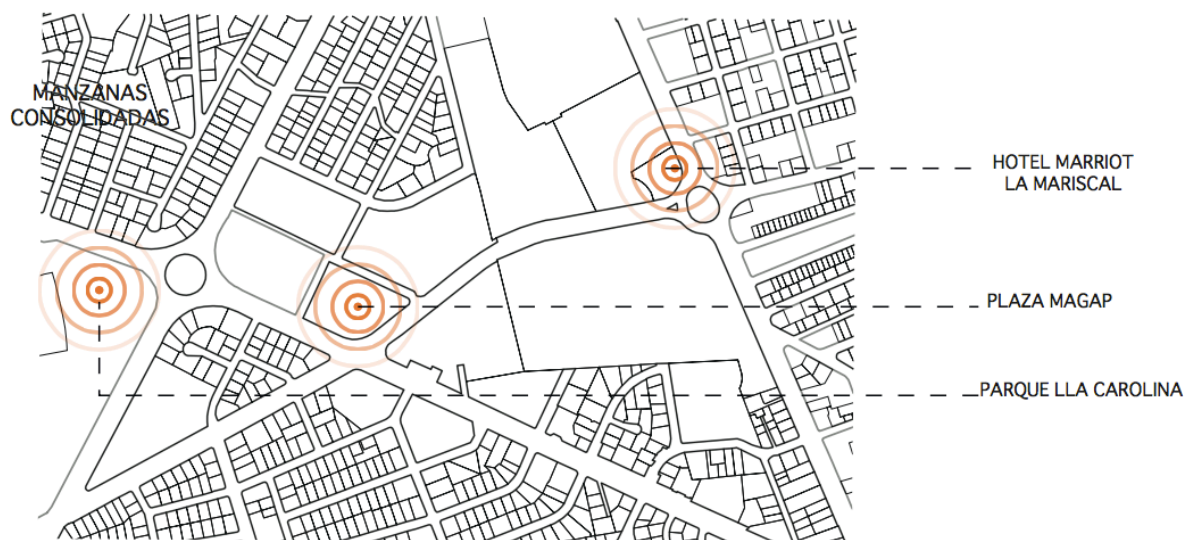 MANZANAS
CONSOLIDADAS
HOTEL MARRIOT
LA MARISCAL
PLAZA MAGAP
PARQUE LLA CAROLINA